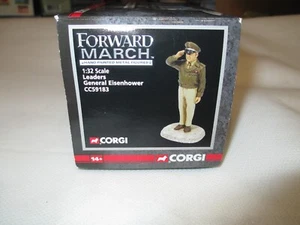 FORWARD
MARCH
HAND PAINTED METAL FIGURES
1:32 Scale
Leaders
General Eisenhower
CC59183
CORGI
14+
CORGI